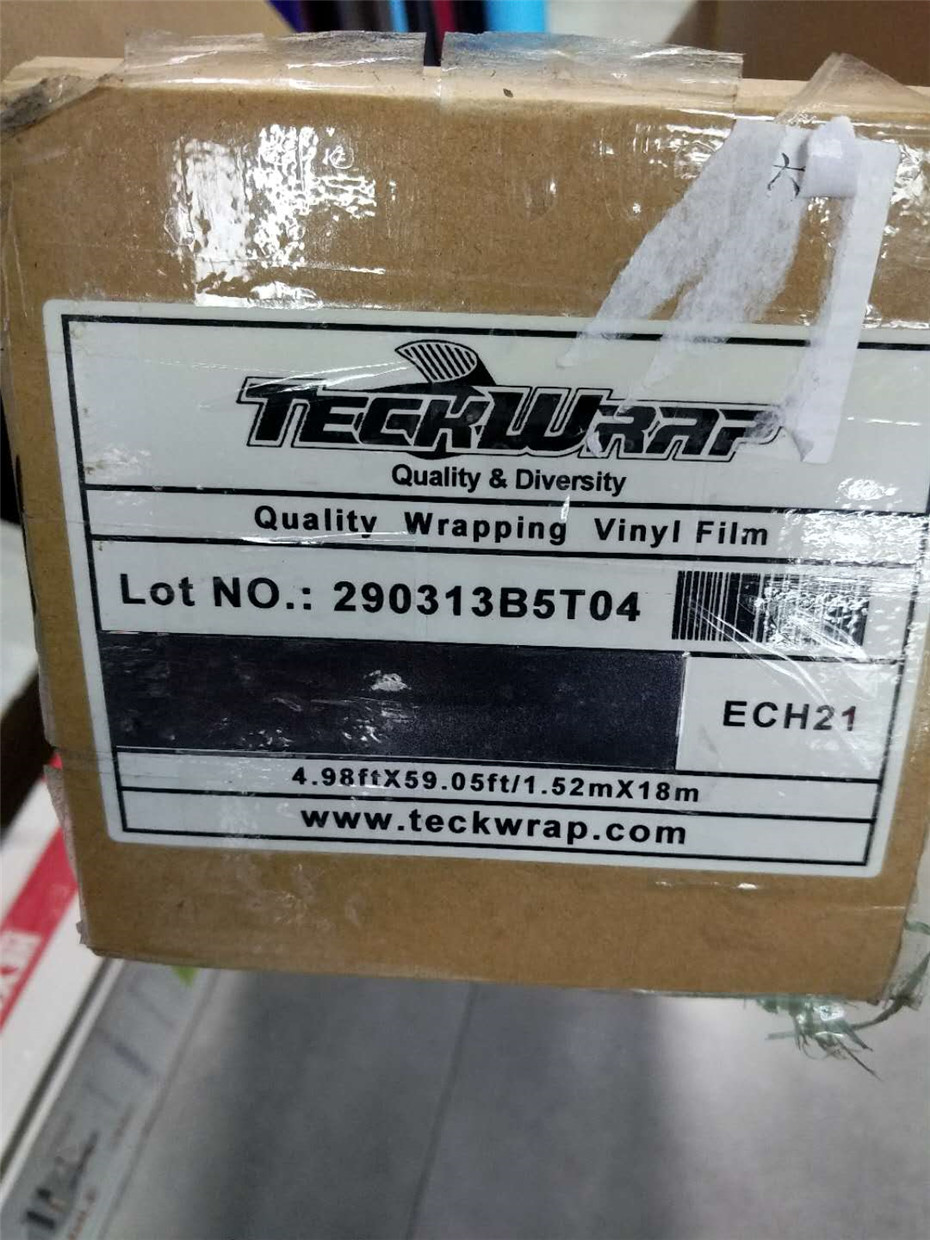 大
TECKWRAP
Quality & Diversity
Quality Wrapping Vinyl Film
Lot NO.: 290313B5T04
ECH21
4.98ftX59.05ft/1.52mX18m
www.teckwrap.com